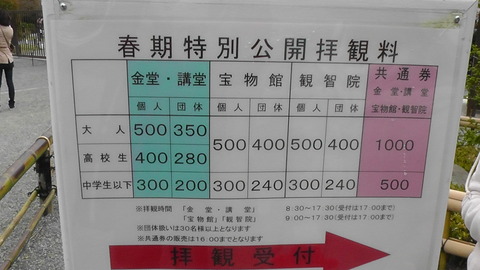 春期特別公開拝観料
金堂・講堂 宝物館 観智院 共通券
金堂・講堂
宝物館・観智院
個人 団体 個人 団体 個人 団体
大人 500 350 500 400 500 400 1000
高校生 400 280
中学生以下 300 200 300 240 300 240 500
※拝観時間 「金堂・講堂」 8:30~17:30(受付は17:00まで)
「宝物館」「観智院」 9:00~17:30(受付は17:00まで)
※団体扱いは30名様以上となります
※共通券の販売は16:00までとなります
拝観受付